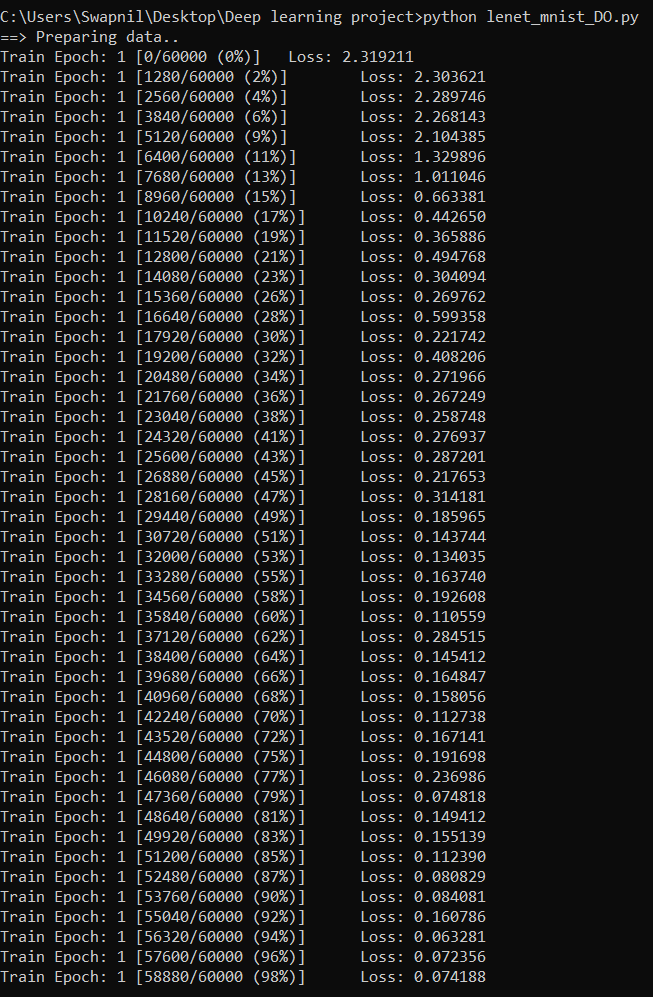 C:\Users\Swapnil\Desktop\Deep learning project>python lenet_mnist_DO.py
==> Preparing data..
Train Epoch: 1 [0/60000 (0%)]	Loss: 2.319211
Train Epoch: 1 [1280/60000 (2%)]	Loss: 2.303621
Train Epoch: 1 [2560/60000 (4%)]	Loss: 2.289746
Train Epoch: 1 [3840/60000 (6%)]	Loss: 2.268143
Train Epoch: 1 [5120/60000 (9%)]	Loss: 2.104385
Train Epoch: 1 [6400/60000 (11%)]	Loss: 1.329896
Train Epoch: 1 [7680/60000 (13%)]	Loss: 1.011046
Train Epoch: 1 [8960/60000 (15%)]	Loss: 0.663381
Train Epoch: 1 [10240/60000 (17%)]	Loss: 0.442650
Train Epoch: 1 [11520/60000 (19%)]	Loss: 0.365886
Train Epoch: 1 [12800/60000 (21%)]	Loss: 0.494768
Train Epoch: 1 [14080/60000 (23%)]	Loss: 0.304094
Train Epoch: 1 [15360/60000 (26%)]	Loss: 0.269762
Train Epoch: 1 [16640/60000 (28%)]	Loss: 0.599358
Train Epoch: 1 [17920/60000 (30%)]	Loss: 0.221742
Train Epoch: 1 [19200/60000 (32%)]	Loss: 0.408206
Train Epoch: 1 [20480/60000 (34%)]	Loss: 0.271966
Train Epoch: 1 [21760/60000 (36%)]	Loss: 0.267249
Train Epoch: 1 [23040/60000 (38%)]	Loss: 0.258748
Train Epoch: 1 [24320/60000 (41%)]	Loss: 0.276937
Train Epoch: 1 [25600/60000 (43%)]	Loss: 0.287201
Train Epoch: 1 [26880/60000 (45%)]	Loss: 0.217653
Train Epoch: 1 [28160/60000 (47%)]	Loss: 0.314181
Train Epoch: 1 [29440/60000 (49%)]	Loss: 0.185965
Train Epoch: 1 [30720/60000 (51%)]	Loss: 0.143744
Train Epoch: 1 [32000/60000 (53%)]	Loss: 0.134035
Train Epoch: 1 [33280/60000 (55%)]	Loss: 0.163740
Train Epoch: 1 [34560/60000 (58%)]	Loss: 0.192608
Train Epoch: 1 [35840/60000 (60%)]	Loss: 0.110559
Train Epoch: 1 [37120/60000 (62%)]	Loss: 0.284515
Train Epoch: 1 [38400/60000 (64%)]	Loss: 0.145412
Train Epoch: 1 [39680/60000 (66%)]	Loss: 0.164847
Train Epoch: 1 [40960/60000 (68%)]	Loss: 0.158056
Train Epoch: 1 [42240/60000 (70%)]	Loss: 0.112738
Train Epoch: 1 [43520/60000 (72%)]	Loss: 0.167141
Train Epoch: 1 [44800/60000 (75%)]	Loss: 0.191698
Train Epoch: 1 [46080/60000 (77%)]	Loss: 0.236986
Train Epoch: 1 [47360/60000 (79%)]	Loss: 0.074818
Train Epoch: 1 [48640/60000 (81%)]	Loss: 0.149412
Train Epoch: 1 [49920/60000 (83%)]	Loss: 0.155139
Train Epoch: 1 [51200/60000 (85%)]	Loss: 0.112390
Train Epoch: 1 [52480/60000 (87%)]	Loss: 0.080829
Train Epoch: 1 [53760/60000 (90%)]	Loss: 0.084081
Train Epoch: 1 [55040/60000 (92%)]	Loss: 0.160786
Train Epoch: 1 [56320/60000 (94%)]	Loss: 0.063281
Train Epoch: 1 [57600/60000 (96%)]	Loss: 0.072356
Train Epoch: 1 [58880/60000 (98%)]	Loss: 0.074188